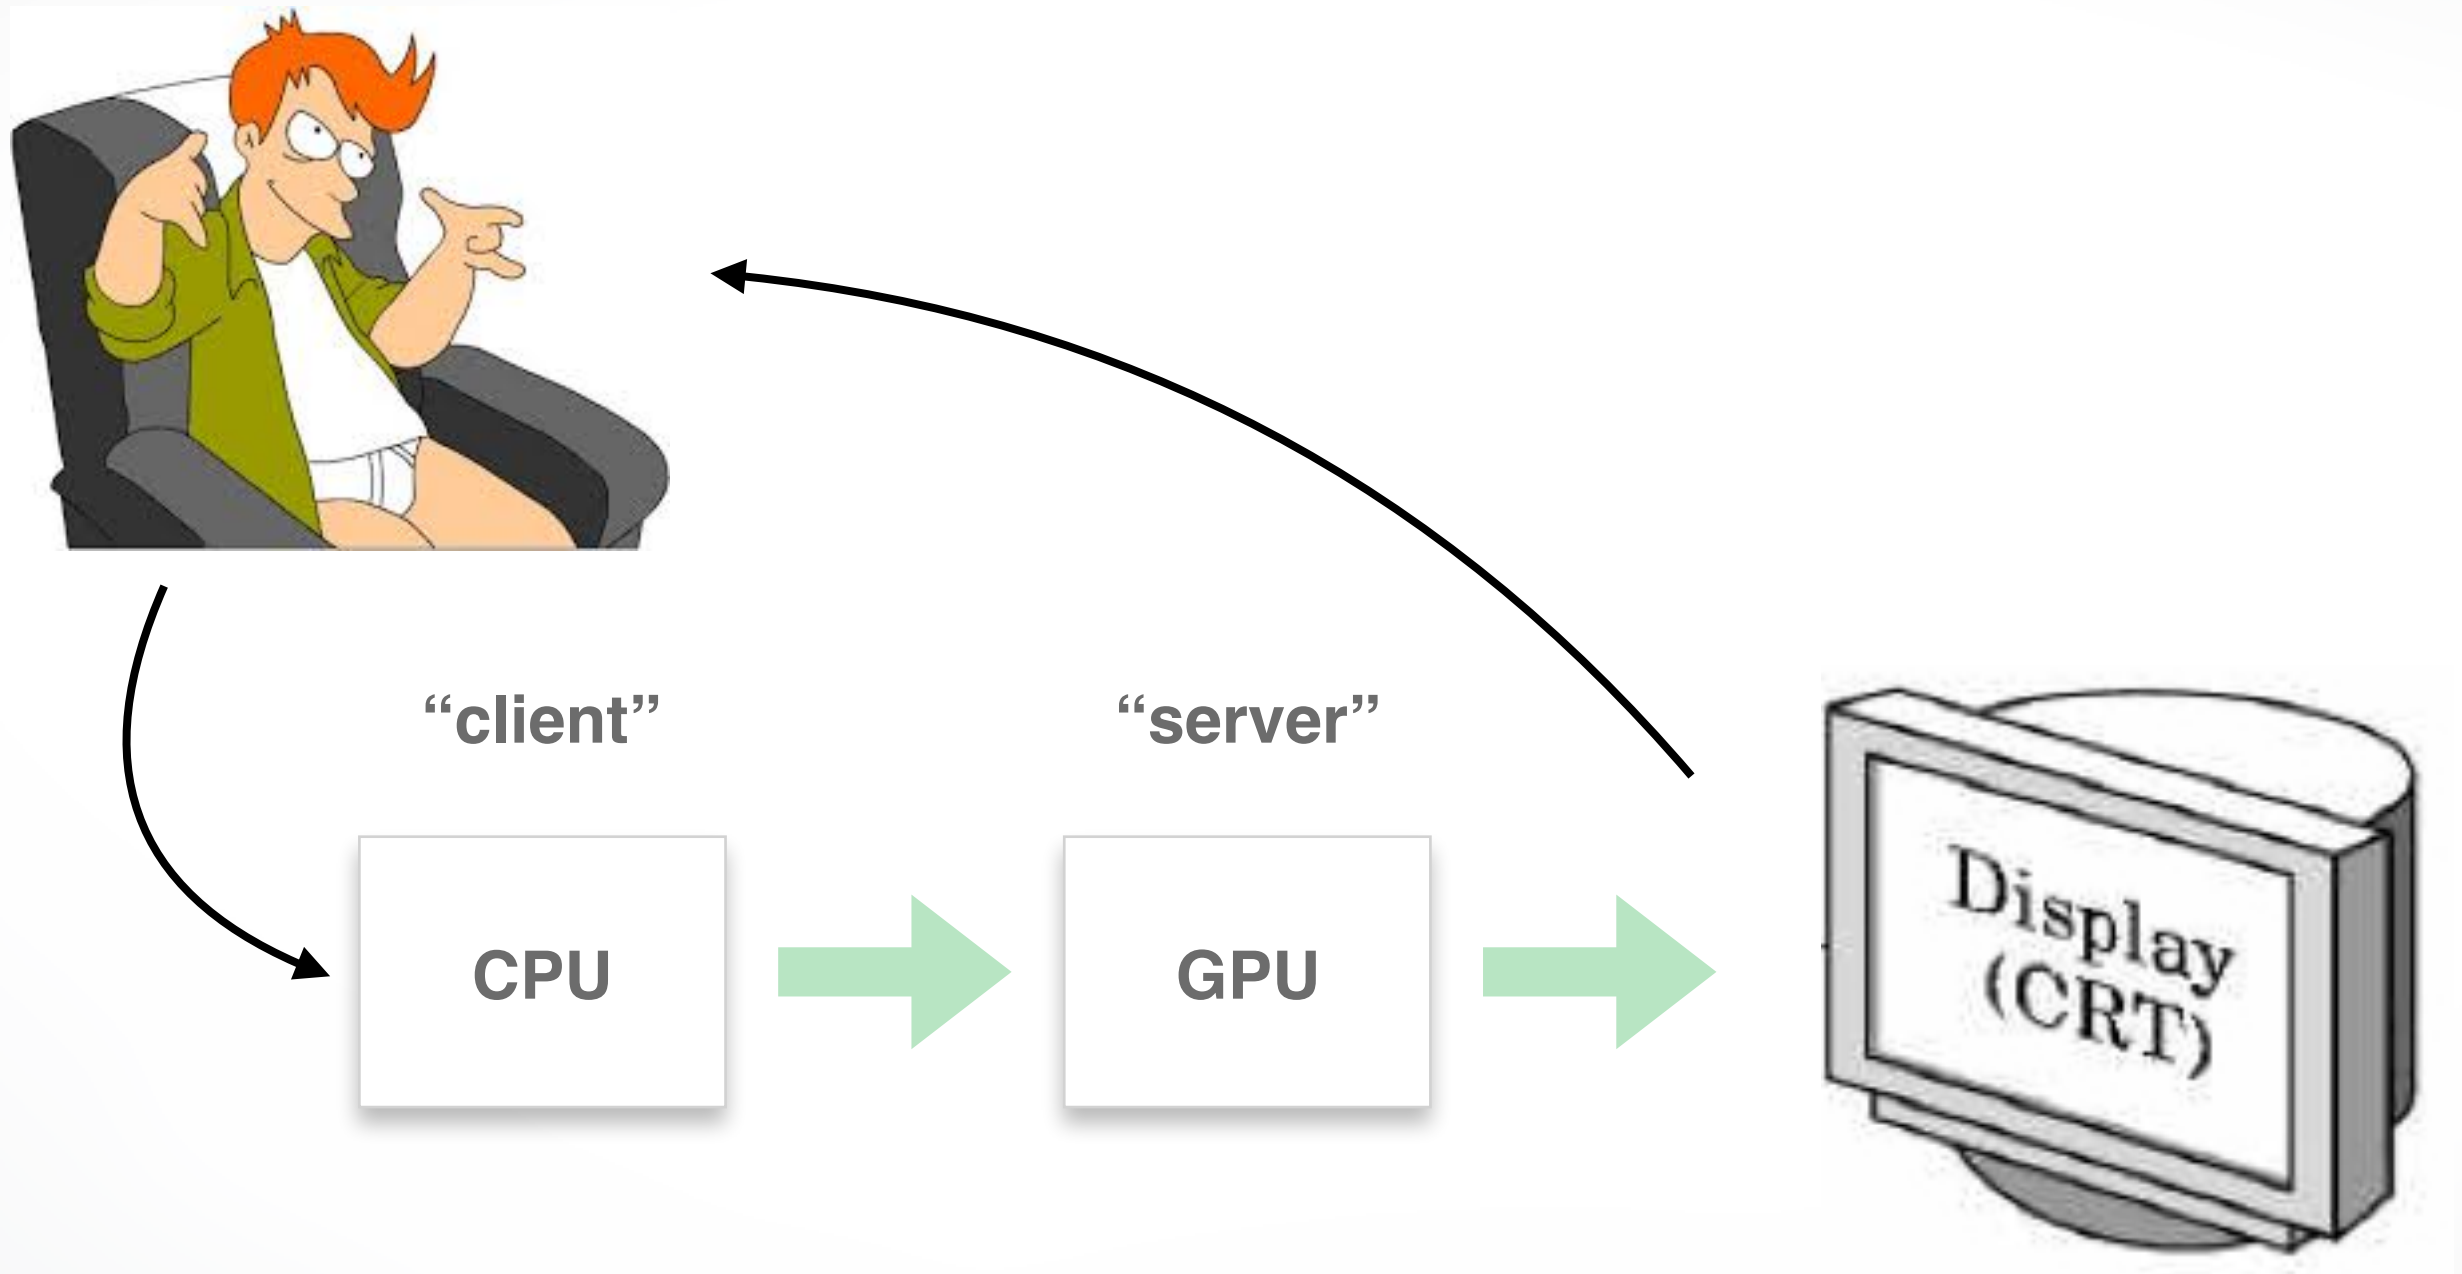 “client”
“server”
CPU
GPU
Display
(CRT)